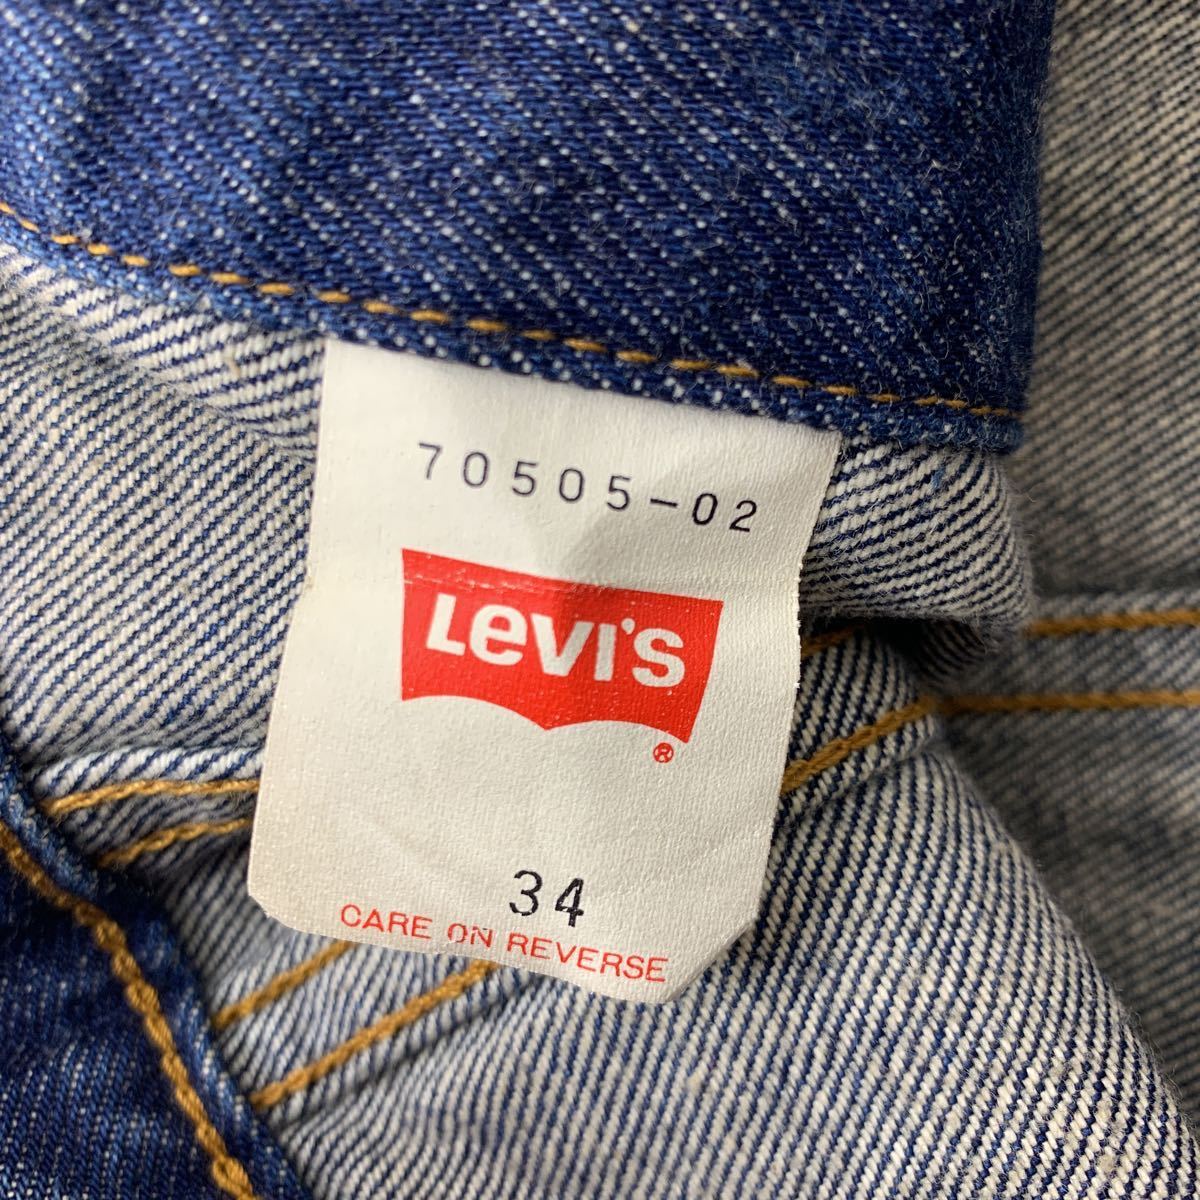 70505-02
LEVI'S
®
34
CARE ON REVERSE